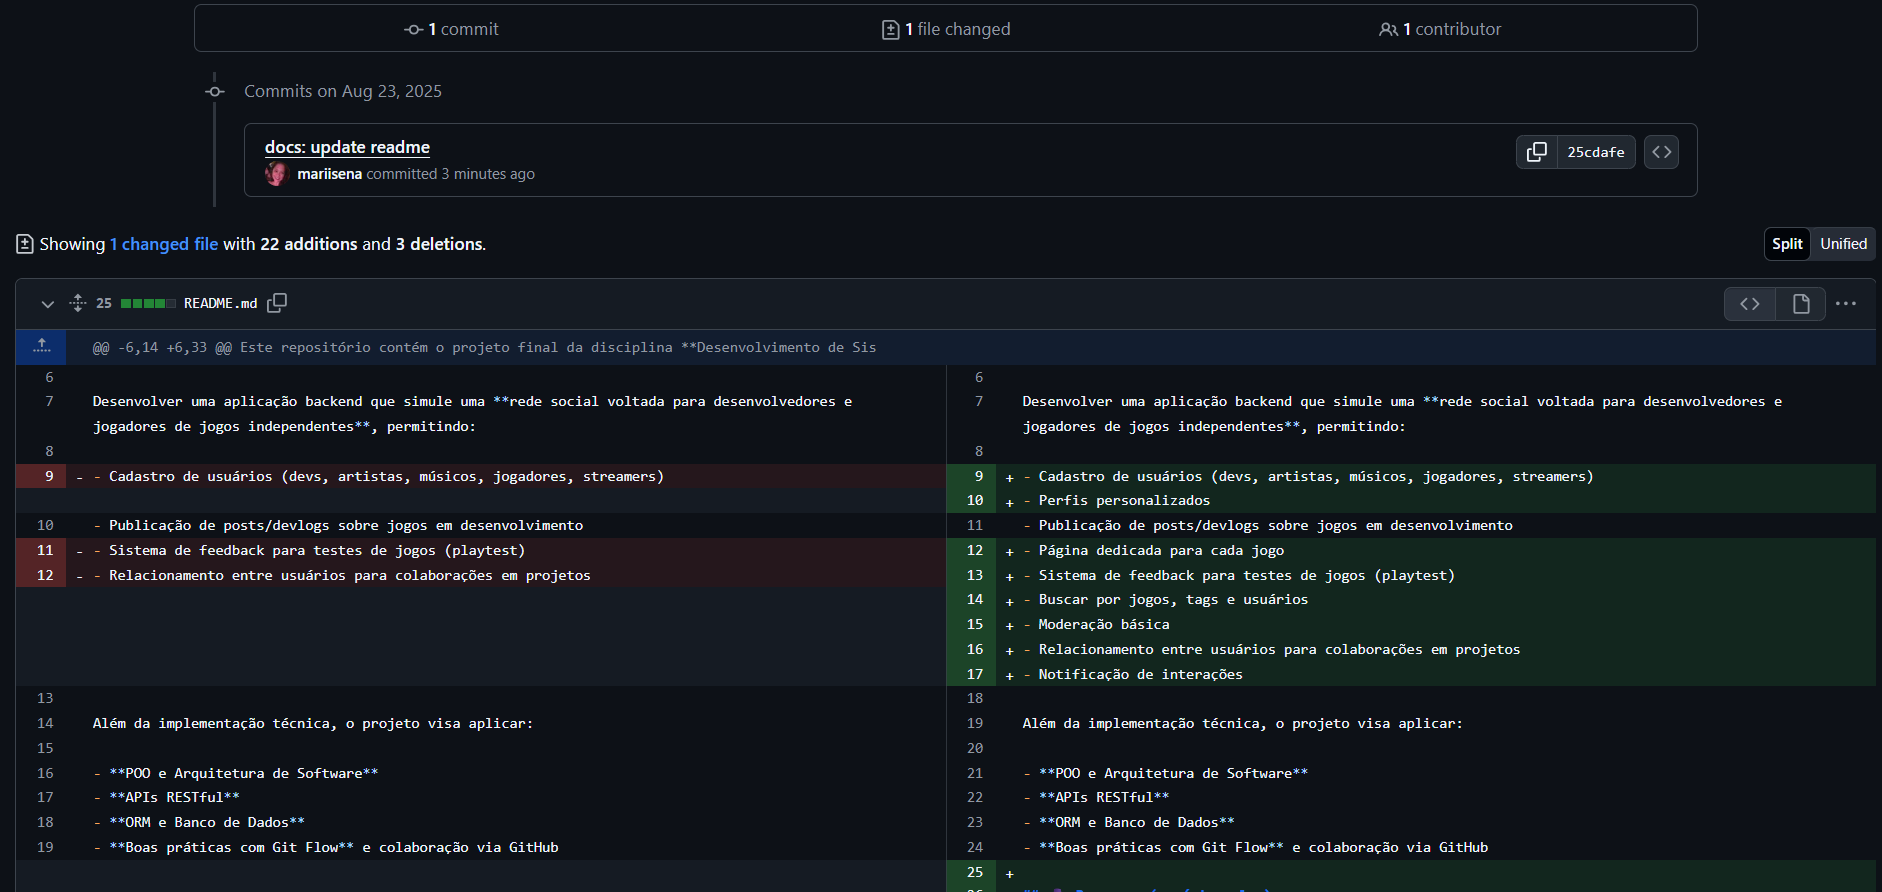 1 commit
1 file changed
1 contributor
Commits on Aug 23, 2025
docs: update readme
25cdafe
mariisena committed 3 minutes ago
Showing 1 changed file with 22 additions and 3 deletions.
Split
Unified
25
README.md
@@ -6,14 +6,33 @@ Este repositório contém o projeto final da disciplina **Desenvolvimento de Sis
6
7 Desenvolver uma aplicação backend que simule uma **rede social voltada para desenvolvedores e
jogadores de jogos independentes**, permitindo:
8
9 - - Cadastro de usuários (devs, artistas, músicos, jogadores, streamers)
10 - Publicação de posts/devlogs sobre jogos em desenvolvimento
11 - - Sistema de feedback para testes de jogos (playtest)
12 - - Relacionamento entre usuários para colaborações em projetos
13
14 Além da implementação técnica, o projeto visa aplicar:
15
16 - **POO e Arquitetura de Software**
17 - **APIs RESTful**
18 - **ORM e Banco de Dados**
19 - **Boas práticas com Git Flow** e colaboração via GitHub
6
7 Desenvolver uma aplicação backend que simule uma **rede social voltada para desenvolvedores e
jogadores de jogos independentes**, permitindo:
8
9 + - Cadastro de usuários (devs, artistas, músicos, jogadores, streamers)
10 + - Perfis personalizados
11 - Publicação de posts/devlogs sobre jogos em desenvolvimento
12 + - Página dedicada para cada jogo
13 + - Sistema de feedback para testes de jogos (playtest)
14 + - Buscar por jogos, tags e usuários
15 + - Moderação básica
16 + - Relacionamento entre usuários para colaborações em projetos
17 + - Notificação de interações
18
19 Além da implementação técnica, o projeto visa aplicar:
20
21 - **POO e Arquitetura de Software**
22 - **APIs RESTful**
23 - **ORM e Banco de Dados**
24 - **Boas práticas com Git Flow** e colaboração via GitHub
25 +